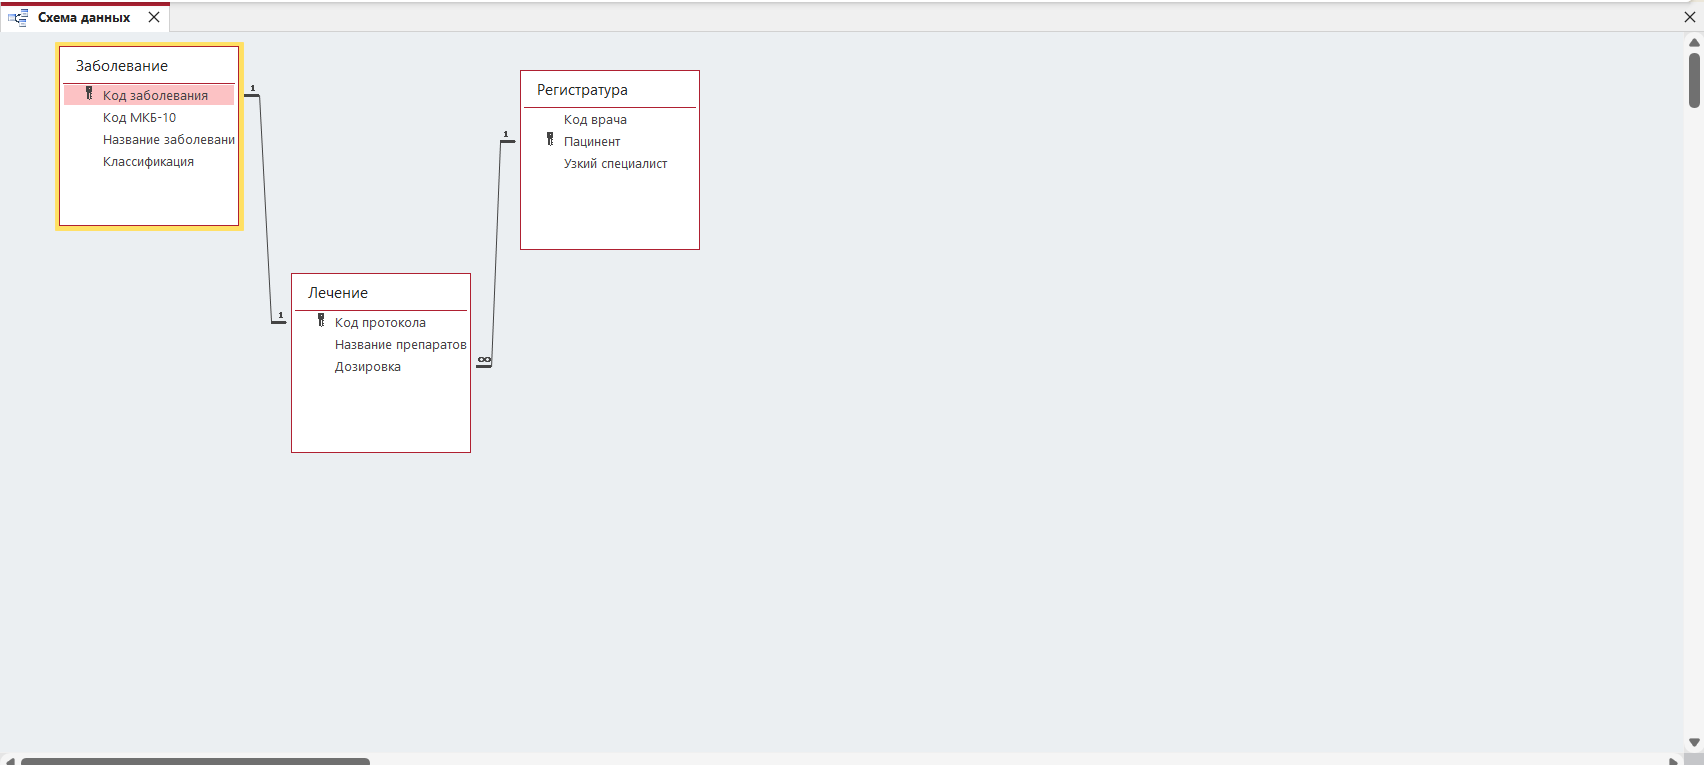 Схема данных
Заболевание
Код заболевания
Код МКБ-10
Название заболевани
Классификация
1
1
Регистратура
Код врача
Пацинент
Узкий специалист
1
∞
Лечение
Код протокола
Название препаратов
Дозировка